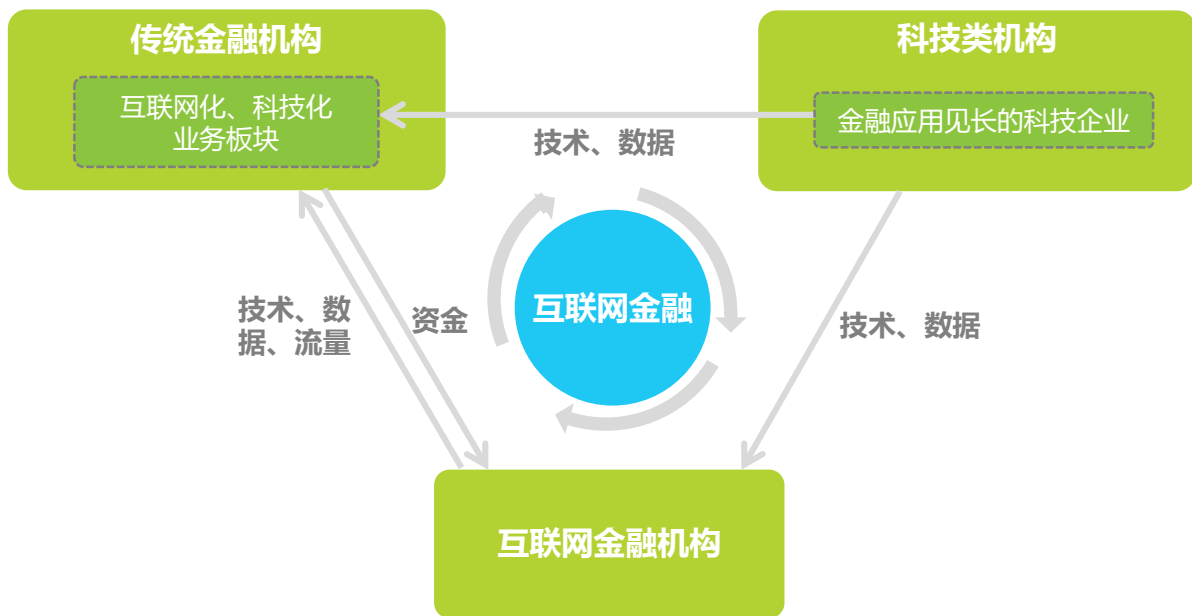 传统金融机构
互联网化、科技化
业务板块
科技类机构
金融应用见长的科技企业
技术、数据
互联网金融
技术、数
据、流量
资金
技术、数据
互联网金融机构